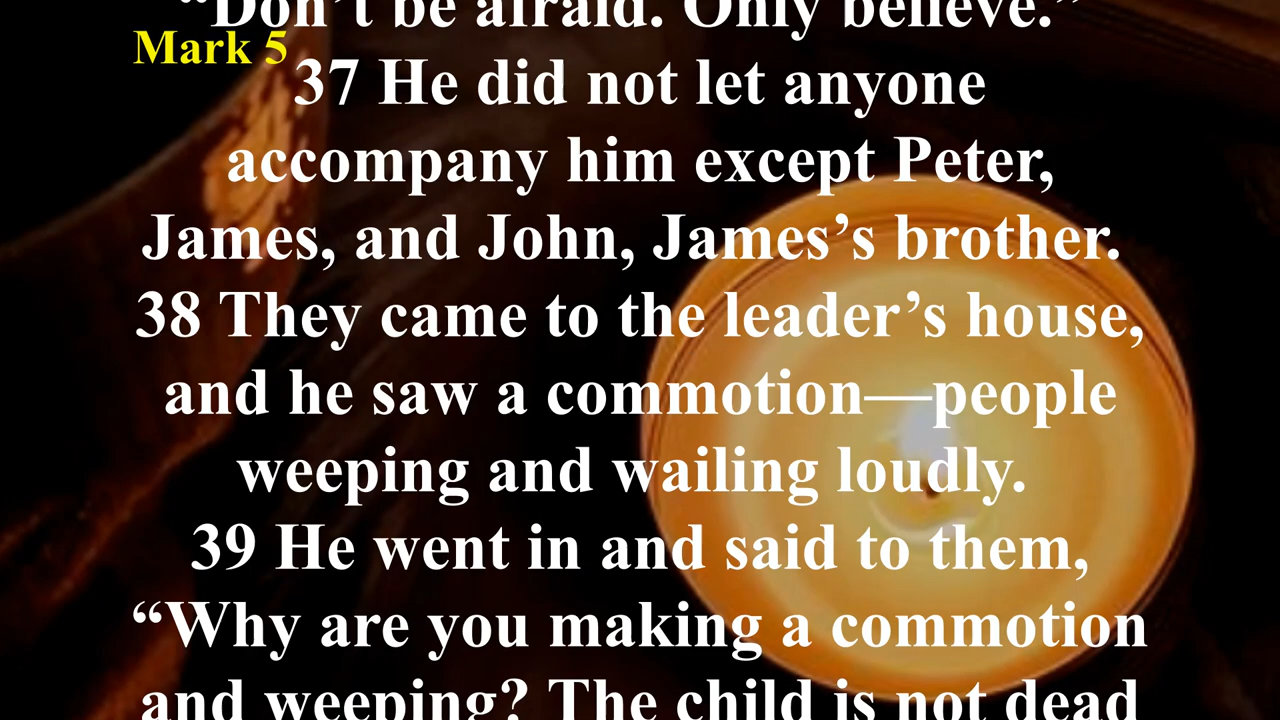 “Don’t be afraid. Only believe.”
Mark 5
37 He did not let anyone
accompany him except Peter,
James, and John, James’s brother.
38 They came to the leader’s house,
and he saw a commotion—people
weeping and wailing loudly.
39 He went in and said to them,
“Why are you making a commotion
and weeping? The child is not dead